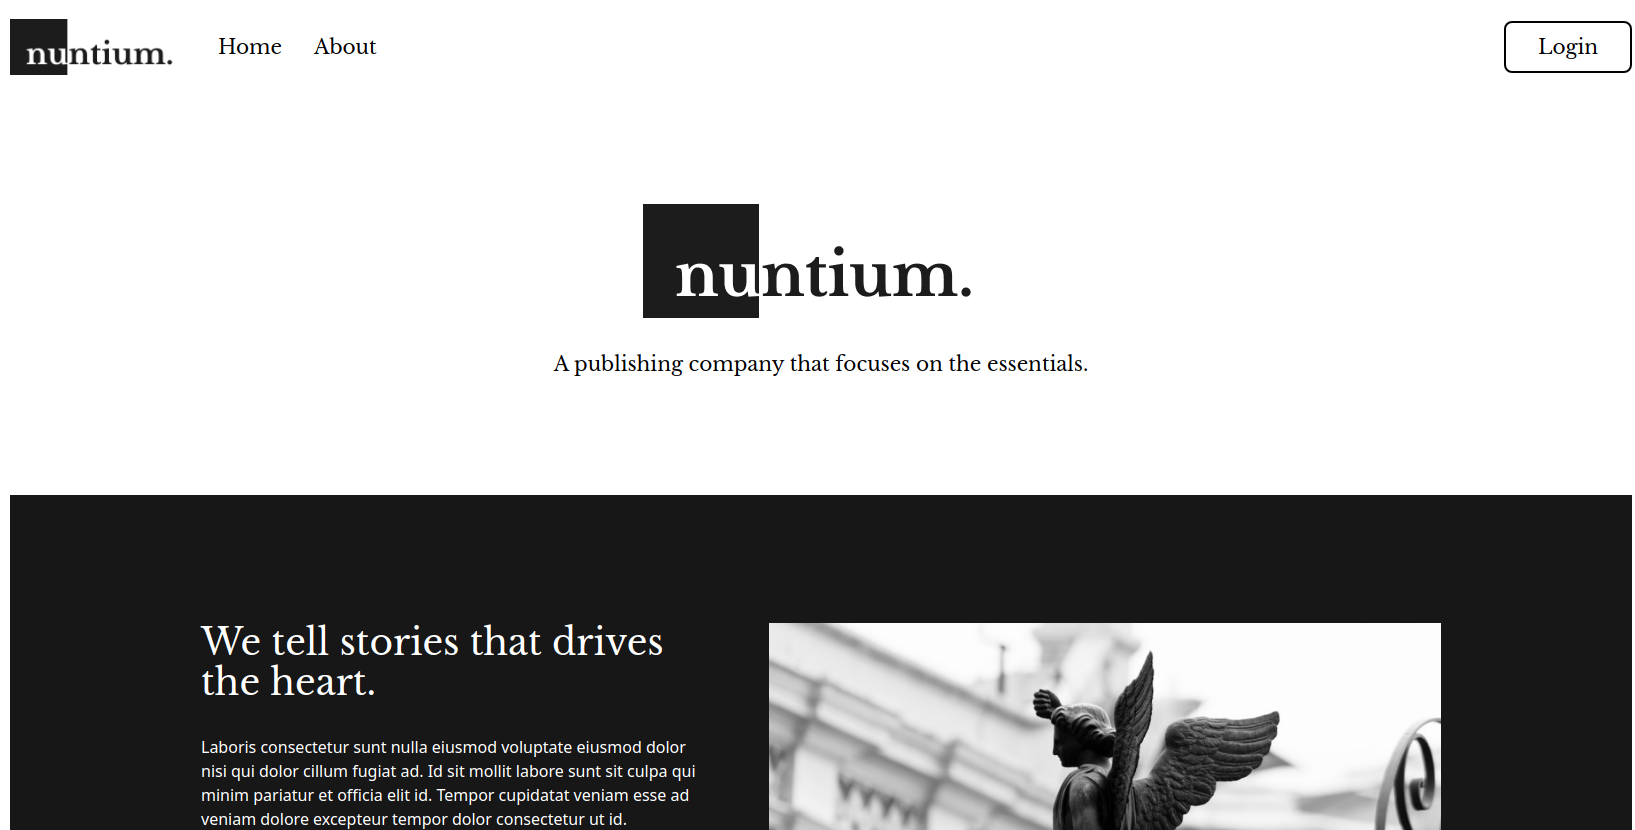 nuntium. Home About Login
nuntium.
A publishing company that focuses on the essentials.
We tell stories that drives
the heart.
Laboris consectetur sunt nulla eiusmod voluptate eiusmod dolor
nisi qui dolor cillum fugiat ad. Id sit mollit labore sunt sit culpa qui
minim pariatur et officia elit id. Tempor cupidatat veniam esse ad
veniam dolore excepteur tempor dolor consectetur ut id.